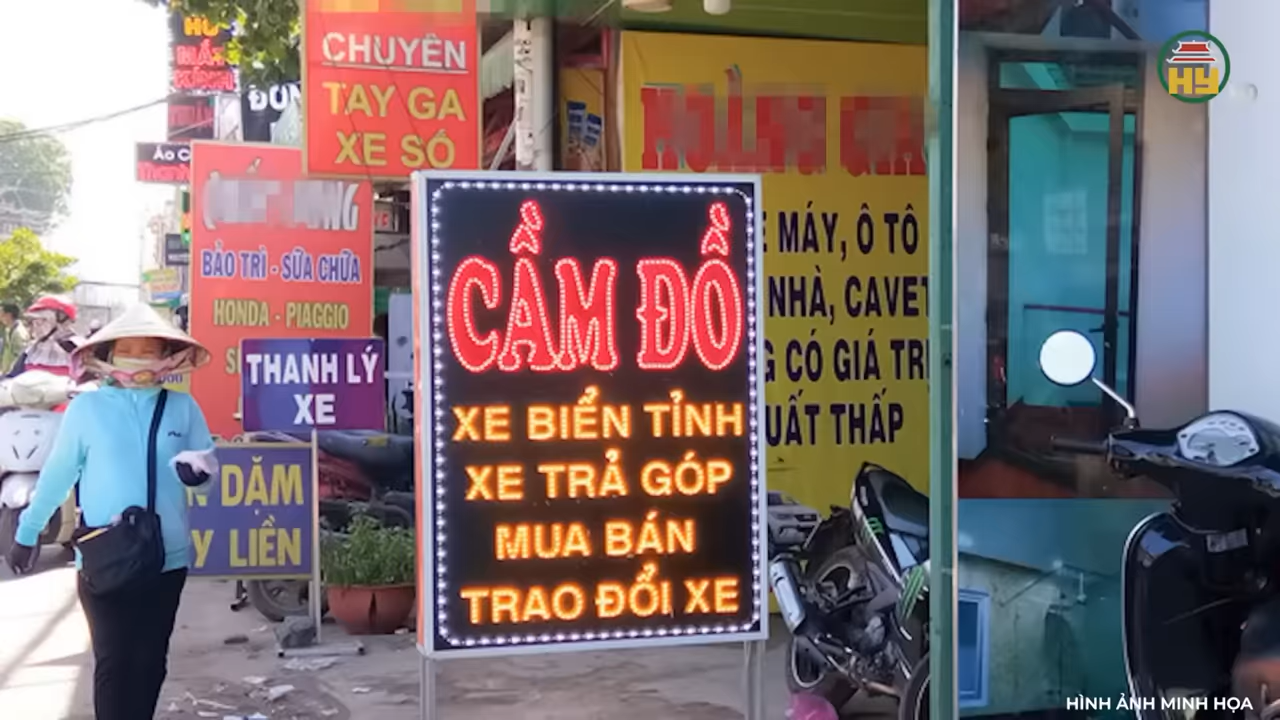 CHUYÊN
TAY GA
XE SỐ
BẢO TRÌ - SỬA CHỮA
HONDA - PIAGGIO
THANH LÝ
XE
DẶM
LIỀN
CẦM ĐỒ
XE BIỂN TỈNH
XE TRẢ GÓP
MUA BÁN
TRAO ĐỔI XE
MÁY, Ô TÔ
NHÀ, CAVET
CÓ GIÁ TRỊ
THẤP
HY
HÌNH ẢNH MINH HỌA